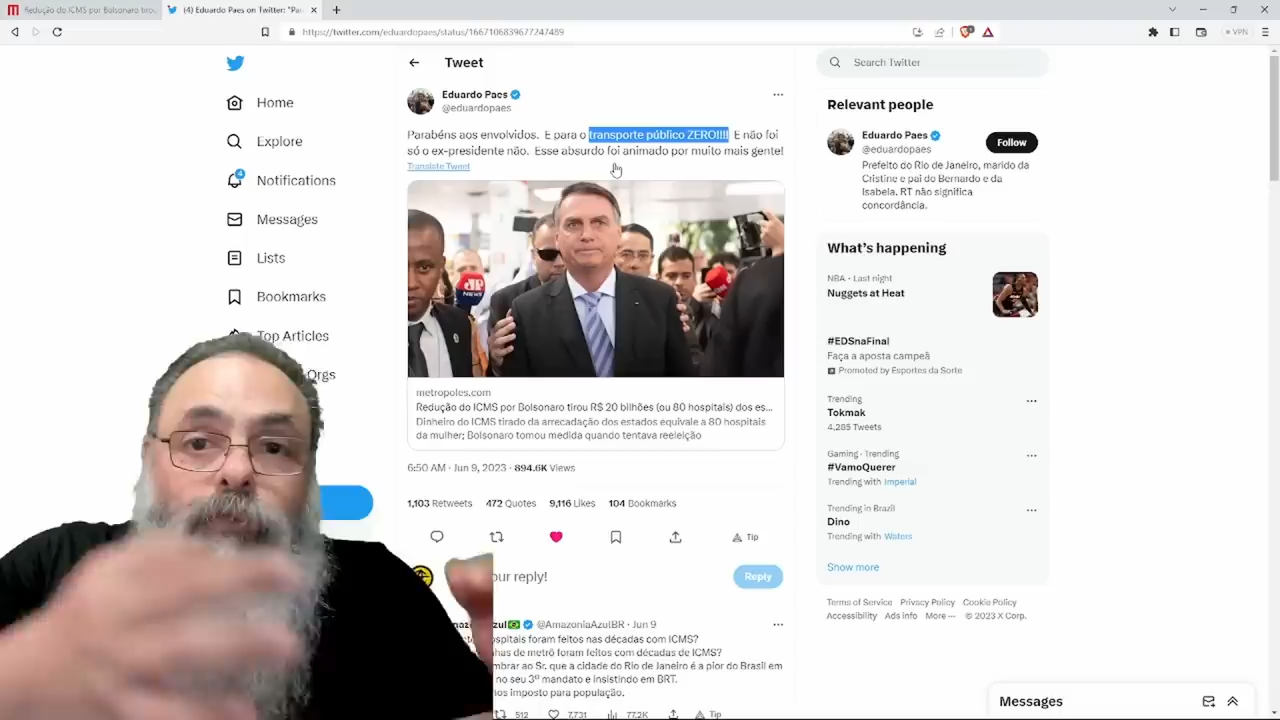 Redução do ICMS por Bolsonaro tirou
(4) Eduardo Paes on Twitter: "Par
https://twitter.com/eduardopaes/status/1667106839677247489
VPN
Home
Explore
4
Notifications
Messages
Lists
Bookmarks
Top Articles
Orgs
Tweet
Eduardo Paes
@eduardopaes
Parabéns aos envolvidos. E para o transporte público ZERO!!!! E não foi
só o ex-presidente não. Esse absurdo foi animado por muito mais gente!
Translate Tweet
JP
NEWS
metropoles.com
Redução do ICMS por Bolsonaro tirou R$ 20 bilhões (ou 80 hospitais) dos es...
Dinheiro do ICMS tirado da arrecadação dos estados equivale a 80 hospitais
da mulher; Bolsonaro tomou medida quando tentava reeleição
6:50 AM · Jun 9, 2023 · 894.6K Views
1,103 Retweets 472 Quotes 9,116 Likes 104 Bookmarks
Tip
our reply!
Reply
@AmazoniaAzulBR · Jun 9
ospitais foram feitos nas décadas com ICMS?
has de metrô foram feitos com décadas de ICMS?
mbrar ao Sr. que a cidade do Rio de Janeiro é a pior do Brasil em
no seu 3º mandato e insistindo em BRT.
os imposto para população.
512 7,731 77.2K Tip
Search Twitter
Relevant people
Eduardo Paes
@eduardopaes
Follow
Prefeito do Rio de Janeiro, marido da
Cristine e pai do Bernardo e da
Isabela. RT não significa
concordância.
What's happening
NBA · Last night
Nuggets at Heat
#EDSnaFinal
Faça a aposta campeã
Promoted by Esportes da Sorte
Trending
Tokmak
4,285 Tweets
Gaming · Trending
#VamoQuerer
Trending with Imperial
Trending in Brazil
Dino
Trending with Waters
Show more
Terms of Service Privacy Policy Cookie Policy
Accessibility Ads info More ··· © 2023 X Corp.
Messages